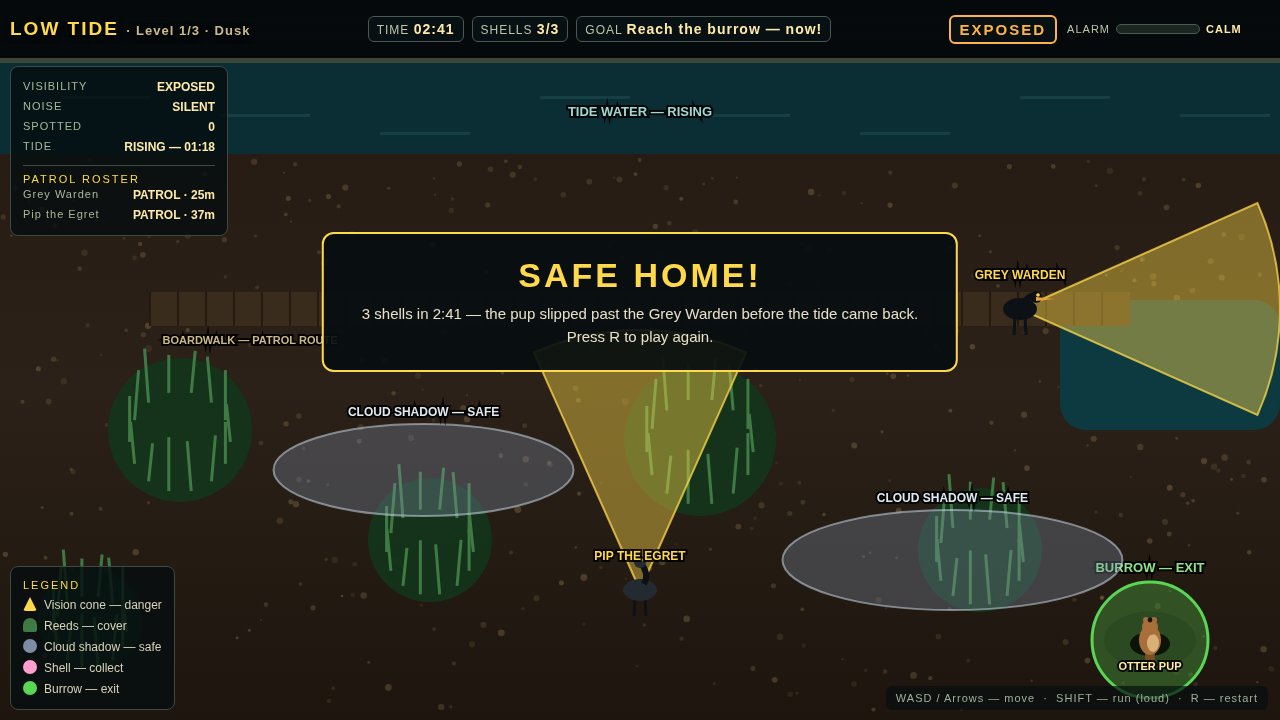 LOW TIDE · Level 1/3 · Dusk
TIME 02:41
SHELLS 3/3
GOAL Reach the burrow — now!
EXPOSED
ALARM
CALM
VISIBILITY EXPOSED
NOISE SILENT
SPOTTED 0
TIDE RISING — 01:18
PATROL ROSTER
Grey Warden PATROL · 25m
Pip the Egret PATROL · 37m
TIDE WATER — RISING
SAFE HOME!
3 shells in 2:41 — the pup slipped past the Grey Warden before the tide came back.
Press R to play again.
GREY WARDEN
BOARDWALK — PATROL ROUTE
CLOUD SHADOW — SAFE
CLOUD SHADOW — SAFE
PIP THE EGRET
BURROW — EXIT
OTTER PUP
LEGEND
Vision cone — danger
Reeds — cover
Cloud shadow — safe
Shell — collect
Burrow — exit
WASD / Arrows — move · SHIFT — run (loud) · R — restart